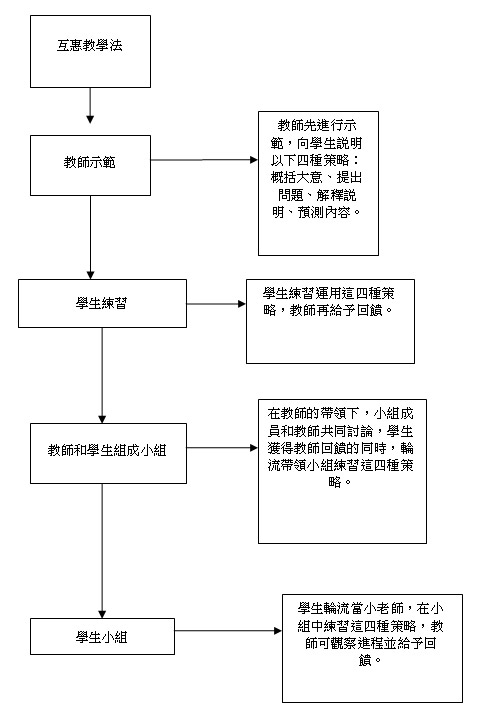 互惠教學法
教師示範
教師先進行示
範，向學生說明
以下四種策略：
概括大意、提出
問題、解釋說
明、預測內容。
學生練習
學生練習運用這四種策
略，教師再給予回饋。
教師和學生組成小組
在教師的帶領下，小組成
員和教師共同討論，學生
獲得教師回饋的同時，輪
流帶領小組練習這四種策
略。
學生小組
學生輪流當小老師，在小
組中練習這四種策略，教
師可觀察進程並給予回
饋。